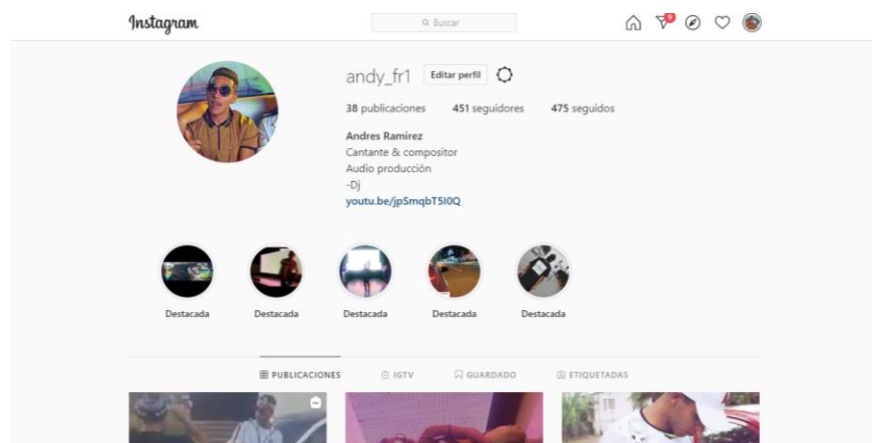 Instagram
Buscar
9
andy_fr1 Editar perfil
38 publicaciones 451 seguidores 475 seguidos
Andres Ramirez
Cantante & compositor
Audio producción
-Dj
youtu.be/jpSmqbT5I0Q
Destacada Destacada Destacada Destacada Destacada
PUBLICACIONES IGTV GUARDADO ETIQUETADAS